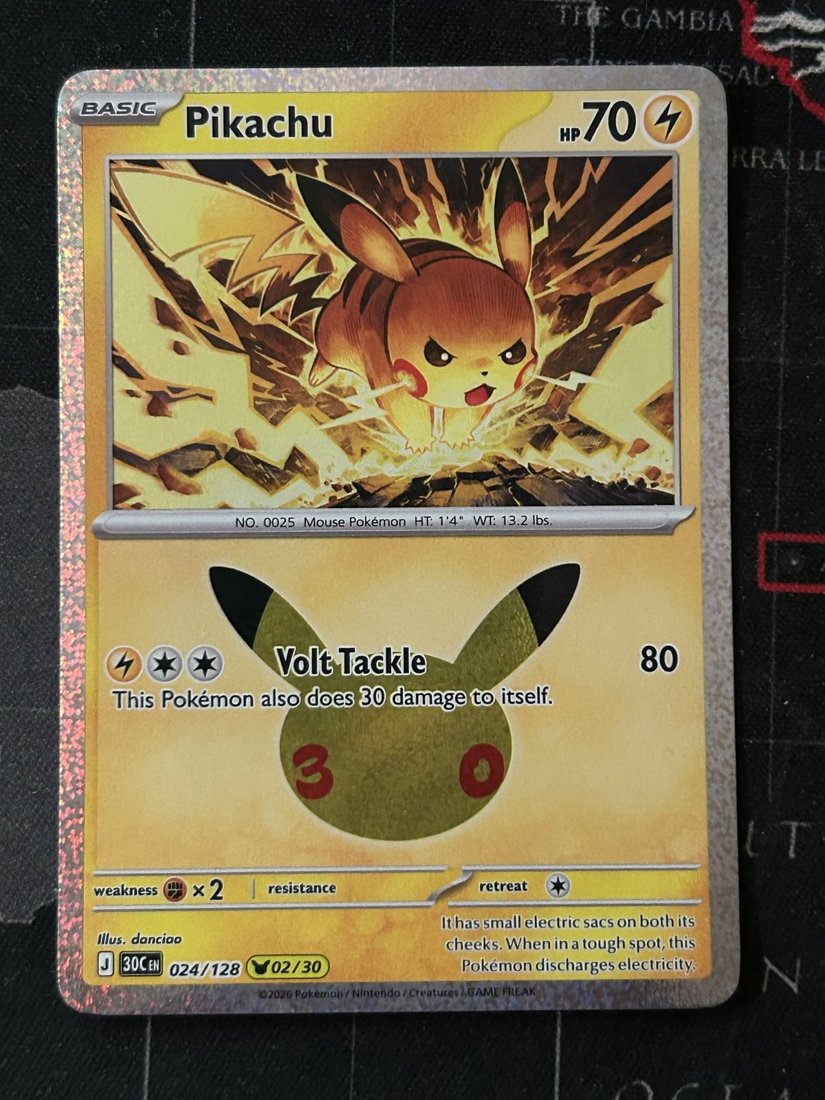 THE GAMBIA
BASIC
Pikachu
HP 70
NO. 0025 Mouse Pokémon HT: 1'4" WT: 13.2 lbs.
Volt Tackle 80
This Pokémon also does 30 damage to itself.
3 0
weakness ×2 resistance retreat
It has small electric sacs on both its
cheeks. When in a tough spot, this
Pokémon discharges electricity.
Illus. danciao
J 30C EN 024/128 02/30
©2026 Pokémon / Nintendo / Creatures / GAME FREAK